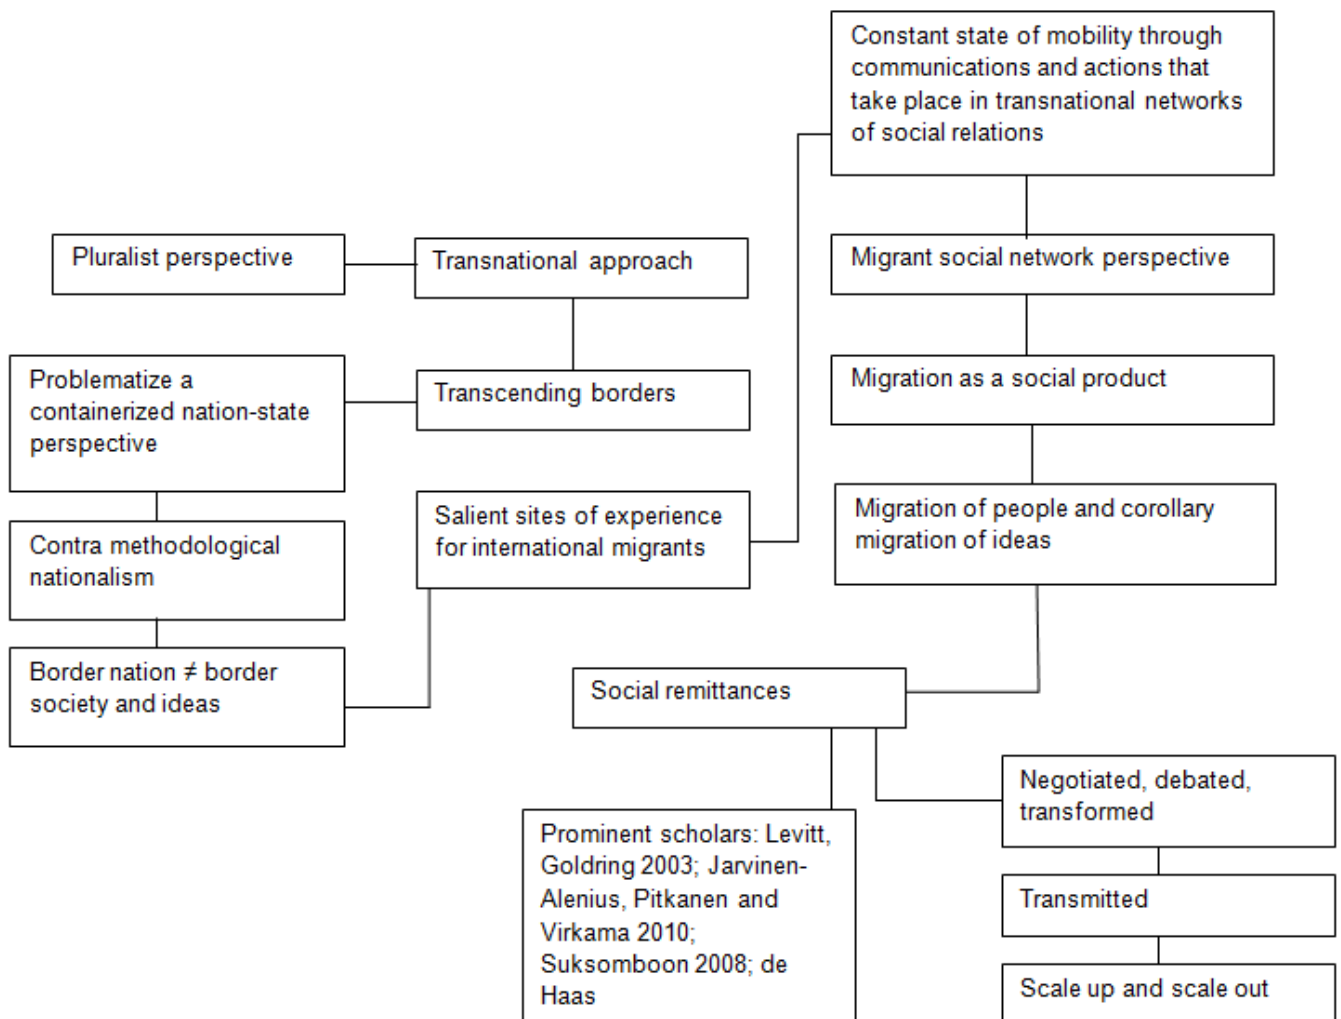 Constant state of mobility through
communications and actions that
take place in transnational networks
of social relations
Pluralist perspective
Transnational approach
Migrant social network perspective
Problematize a
containerized nation-state
perspective
Transcending borders
Migration as a social product
Salient sites of experience
for international migrants
Migration of people and corollary
migration of ideas
Contra methodological
nationalism
Border nation ≠ border
society and ideas
Social remittances
Negotiated, debated,
transformed
Prominent scholars: Levitt,
Goldring 2003; Jarvinen-
Alenius, Pitkanen and
Virkama 2010;
Suksomboon 2008; de
Haas
Transmitted
Scale up and scale out